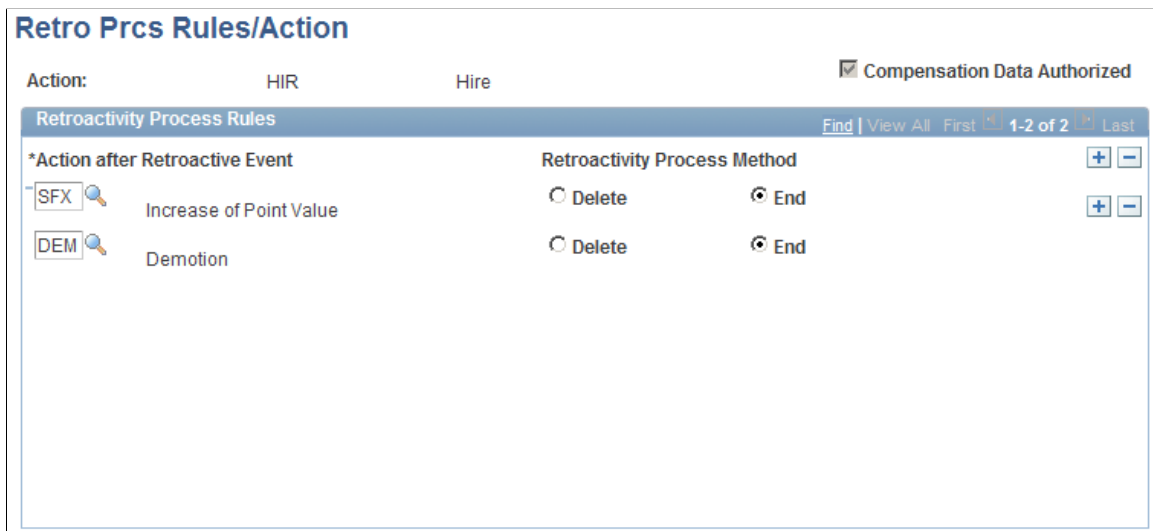 Retro Prcs Rules/Action
Action: HIR Hire Compensation Data Authorized
Retroactivity Process Rules Find | View All First 1-2 of 2 Last
*Action after Retroactive Event Retroactivity Process Method
SFX Increase of Point Value Delete End
DEM Demotion Delete End